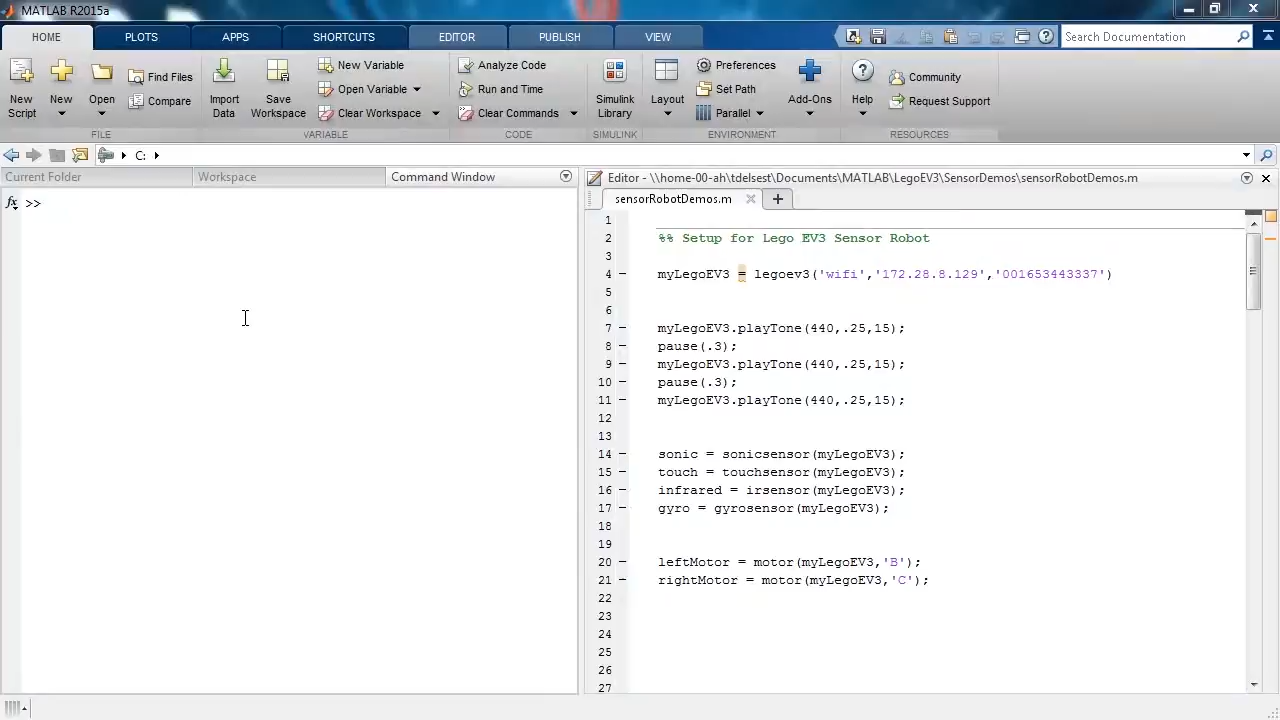 MATLAB R2015a
HOME PLOTS APPS SHORTCUTS EDITOR PUBLISH VIEW
Search Documentation
New Script
New
Open
Find Files
Compare
FILE
Import Data
Save Workspace
New Variable
Open Variable
Clear Workspace
VARIABLE
Analyze Code
Run and Time
Clear Commands
CODE
Simulink Library
SIMULINK
Layout
Preferences
Set Path
Parallel
ENVIRONMENT
Add-Ons
Help
Community
Request Support
RESOURCES
C:
Current Folder
Workspace
Command Window
fx >>
Editor - \\home-00-ah\tdelsest\Documents\MATLAB\LegoEV3\SensorDemos\sensorRobotDemos.m
sensorRobotDemos.m
1
2 %% Setup for Lego EV3 Sensor Robot
3
4 – myLegoEV3 = legoev3('wifi','172.28.8.129','001653443337')
5
6
7 – myLegoEV3.playTone(440,.25,15);
8 – pause(.3);
9 – myLegoEV3.playTone(440,.25,15);
10 – pause(.3);
11 – myLegoEV3.playTone(440,.25,15);
12
13
14 – sonic = sonicsensor(myLegoEV3);
15 – touch = touchsensor(myLegoEV3);
16 – infrared = irsensor(myLegoEV3);
17 – gyro = gyrosensor(myLegoEV3);
18
19
20 – leftMotor = motor(myLegoEV3,'B');
21 – rightMotor = motor(myLegoEV3,'C');
22
23
24
25
26
27